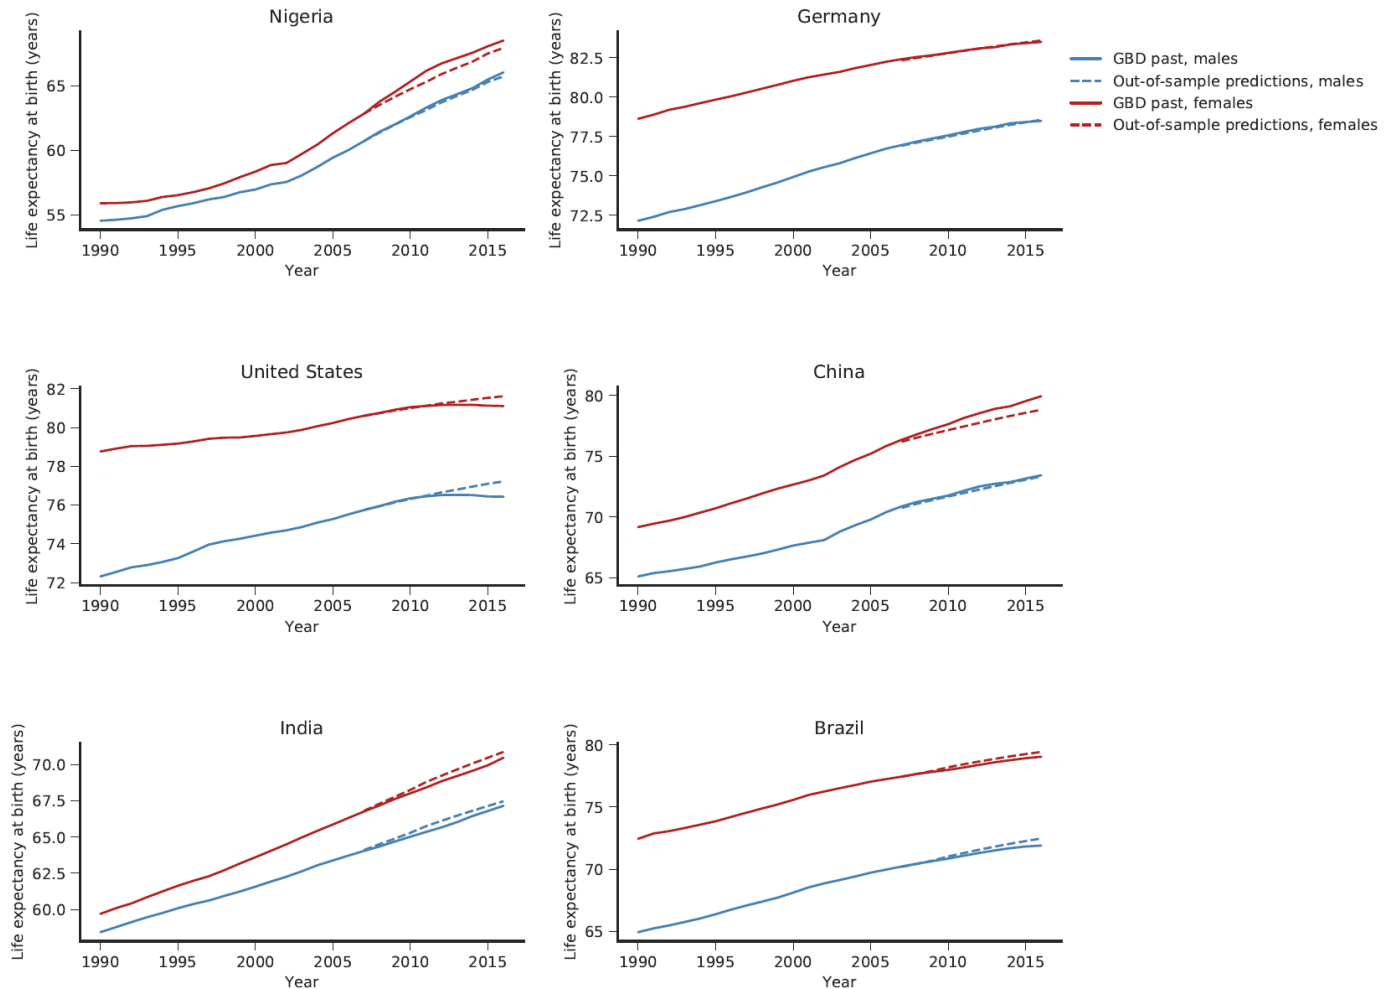 Nigeria
Life expectancy at birth (years)
65
60
55
1990 1995 2000 2005 2010 2015
Year
Germany
Life expectancy at birth (years)
82.5
80.0
77.5
75.0
72.5
1990 1995 2000 2005 2010 2015
Year
GBD past, males
Out-of-sample predictions, males
GBD past, females
Out-of-sample predictions, females
United States
Life expectancy at birth (years)
82
80
78
76
74
72
1990 1995 2000 2005 2010 2015
Year
China
Life expectancy at birth (years)
80
75
70
65
1990 1995 2000 2005 2010 2015
Year
India
Life expectancy at birth (years)
70.0
67.5
65.0
62.5
60.0
1990 1995 2000 2005 2010 2015
Year
Brazil
Life expectancy at birth (years)
80
75
70
65
1990 1995 2000 2005 2010 2015
Year